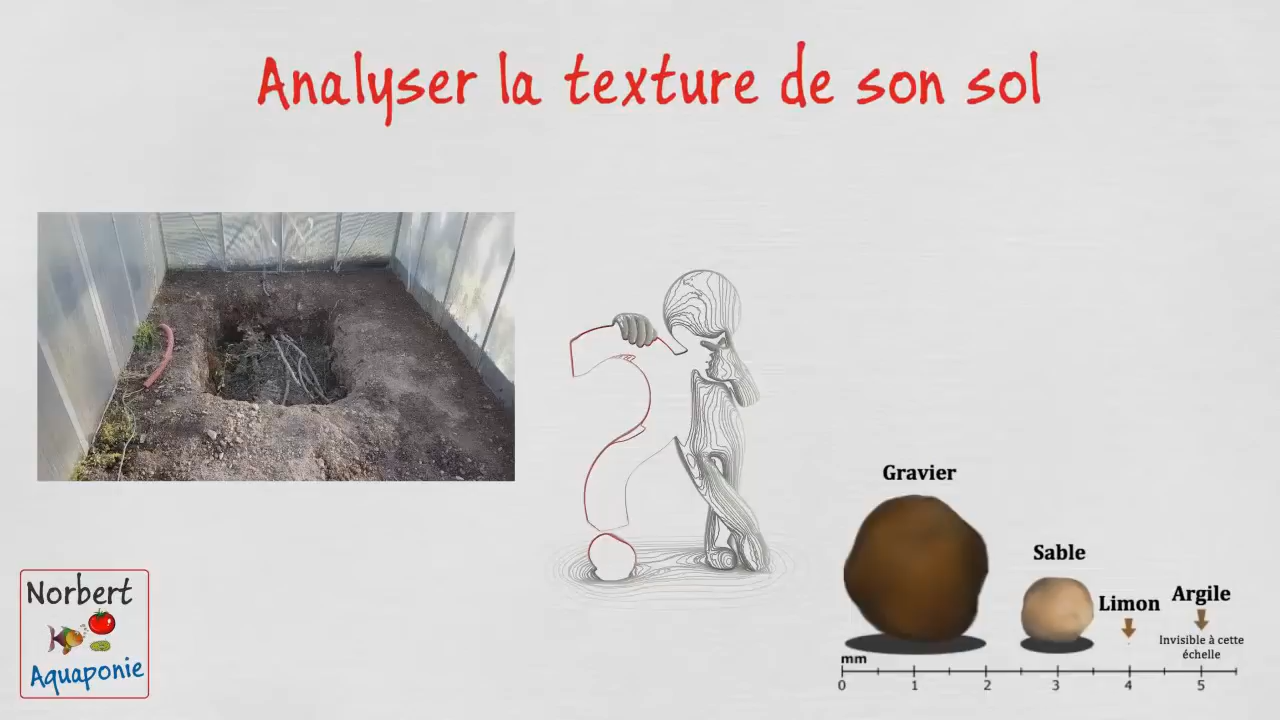 Analyser la texture de son sol
Gravier
Sable
Limon
Argile
Invisible à cette
échelle
mm
0 1 2 3 4 5
Norbert
Aquaponie